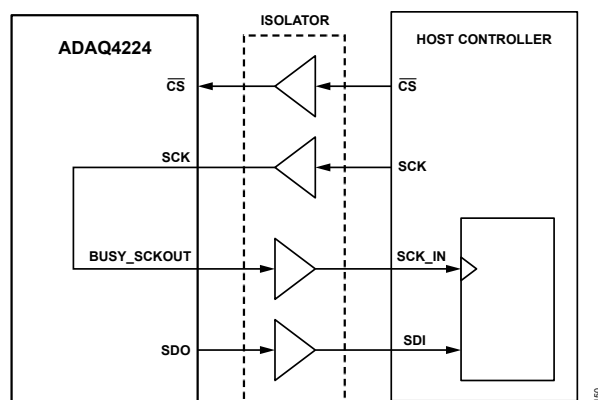 ISOLATOR
ADAQ4224
HOST CONTROLLER
CS
CS
SCK
SCK
BUSY_SCKOUT
SCK_IN
SDO
SDI